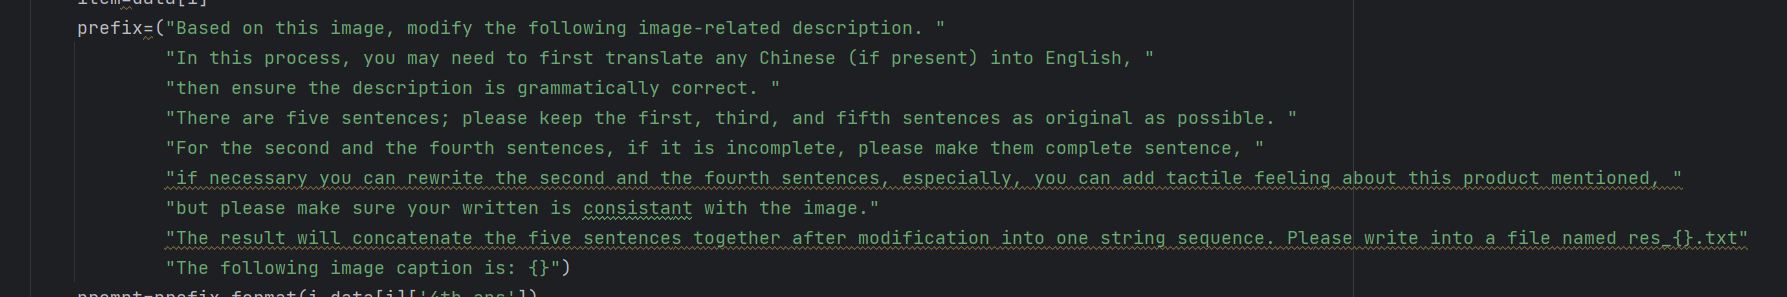 item=data[i]
prefix=("Based on this image, modify the following image-related description. "
"In this process, you may need to first translate any Chinese (if present) into English, "
"then ensure the description is grammatically correct. "
"There are five sentences; please keep the first, third, and fifth sentences as original as possible. "
"For the second and the fourth sentences, if it is incomplete, please make them complete sentence, "
"if necessary you can rewrite the second and the fourth sentences, especially, you can add tactile feeling about this product mentioned, "
"but please make sure your written is consistant with the image."
"The result will concatenate the five sentences together after modification into one string sequence. Please write into a file named res_{}.txt"
"The following image caption is: {}")
prompt=prefix.format(i,data[i]['4th_ans'])